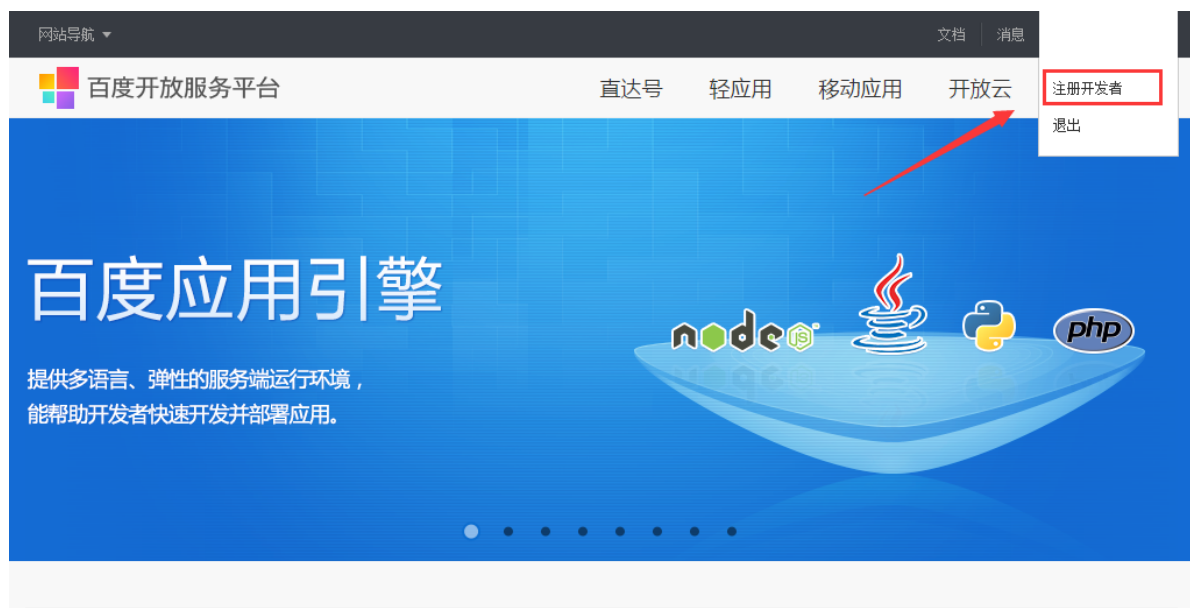 网站导航
文档
消息
百度开放服务平台
直达号
轻应用
移动应用
开放云
注册开发者
退出
百度应用引擎
提供多语言、弹性的服务端运行环境，
能帮助开发者快速开发并部署应用。
node
JS
php